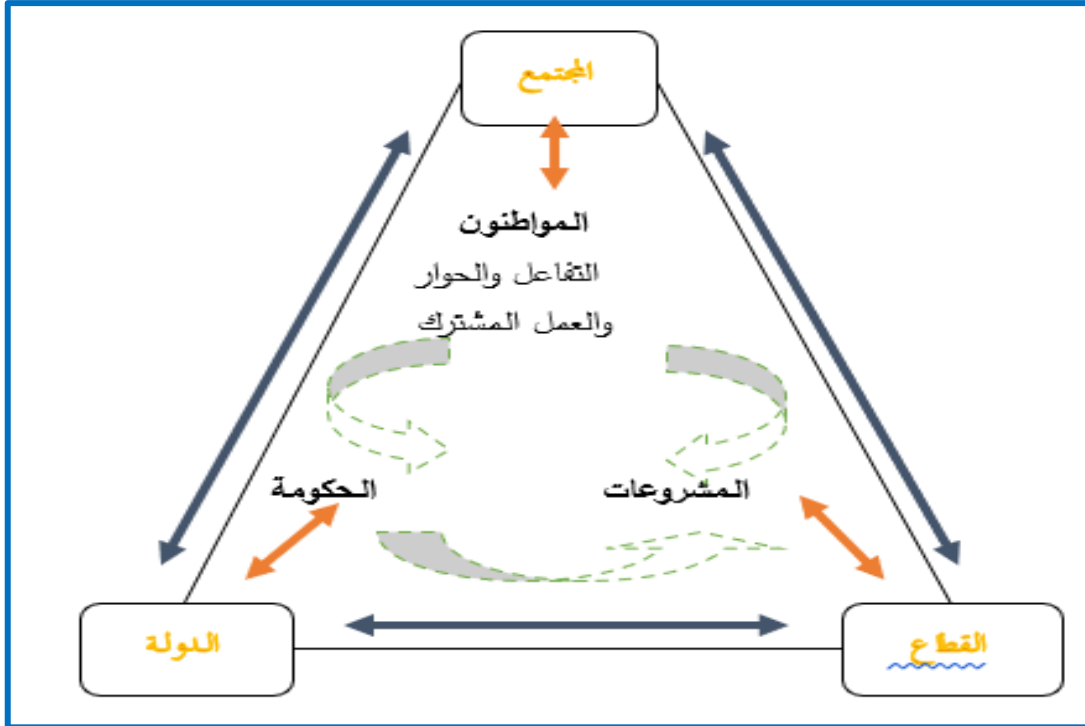 المجتمع
المواطنون
التفاعل والحوار
والعمل المشترك
الحكومة
المشروعات
الدولة
القطاع